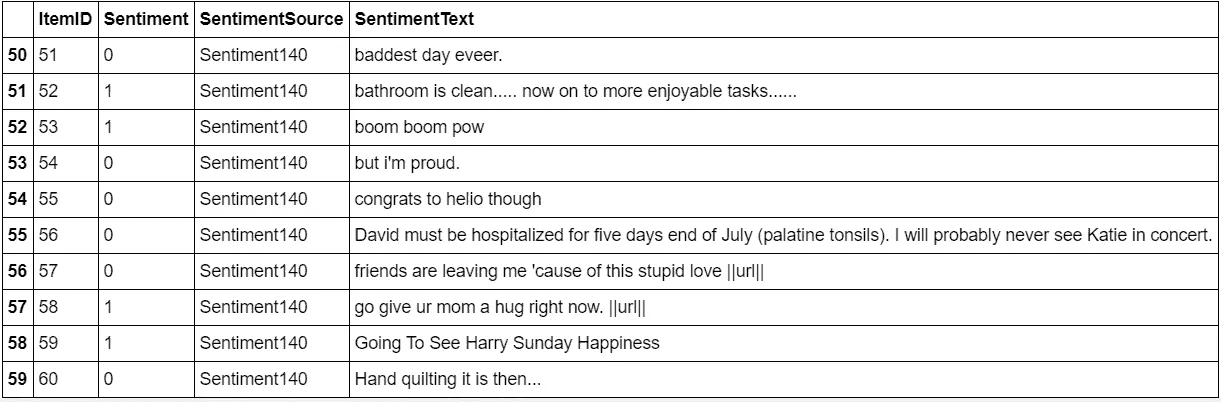 ItemID Sentiment SentimentSource SentimentText
50 51 0 Sentiment140 baddest day eveer.
51 52 1 Sentiment140 bathroom is clean..... now on to more enjoyable tasks......
52 53 1 Sentiment140 boom boom pow
53 54 0 Sentiment140 but i'm proud.
54 55 0 Sentiment140 congrats to helio though
55 56 0 Sentiment140 David must be hospitalized for five days end of July (palatine tonsils). I will probably never see Katie in concert.
56 57 0 Sentiment140 friends are leaving me 'cause of this stupid love ||url||
57 58 1 Sentiment140 go give ur mom a hug right now. ||url||
58 59 1 Sentiment140 Going To See Harry Sunday Happiness
59 60 0 Sentiment140 Hand quilting it is then...